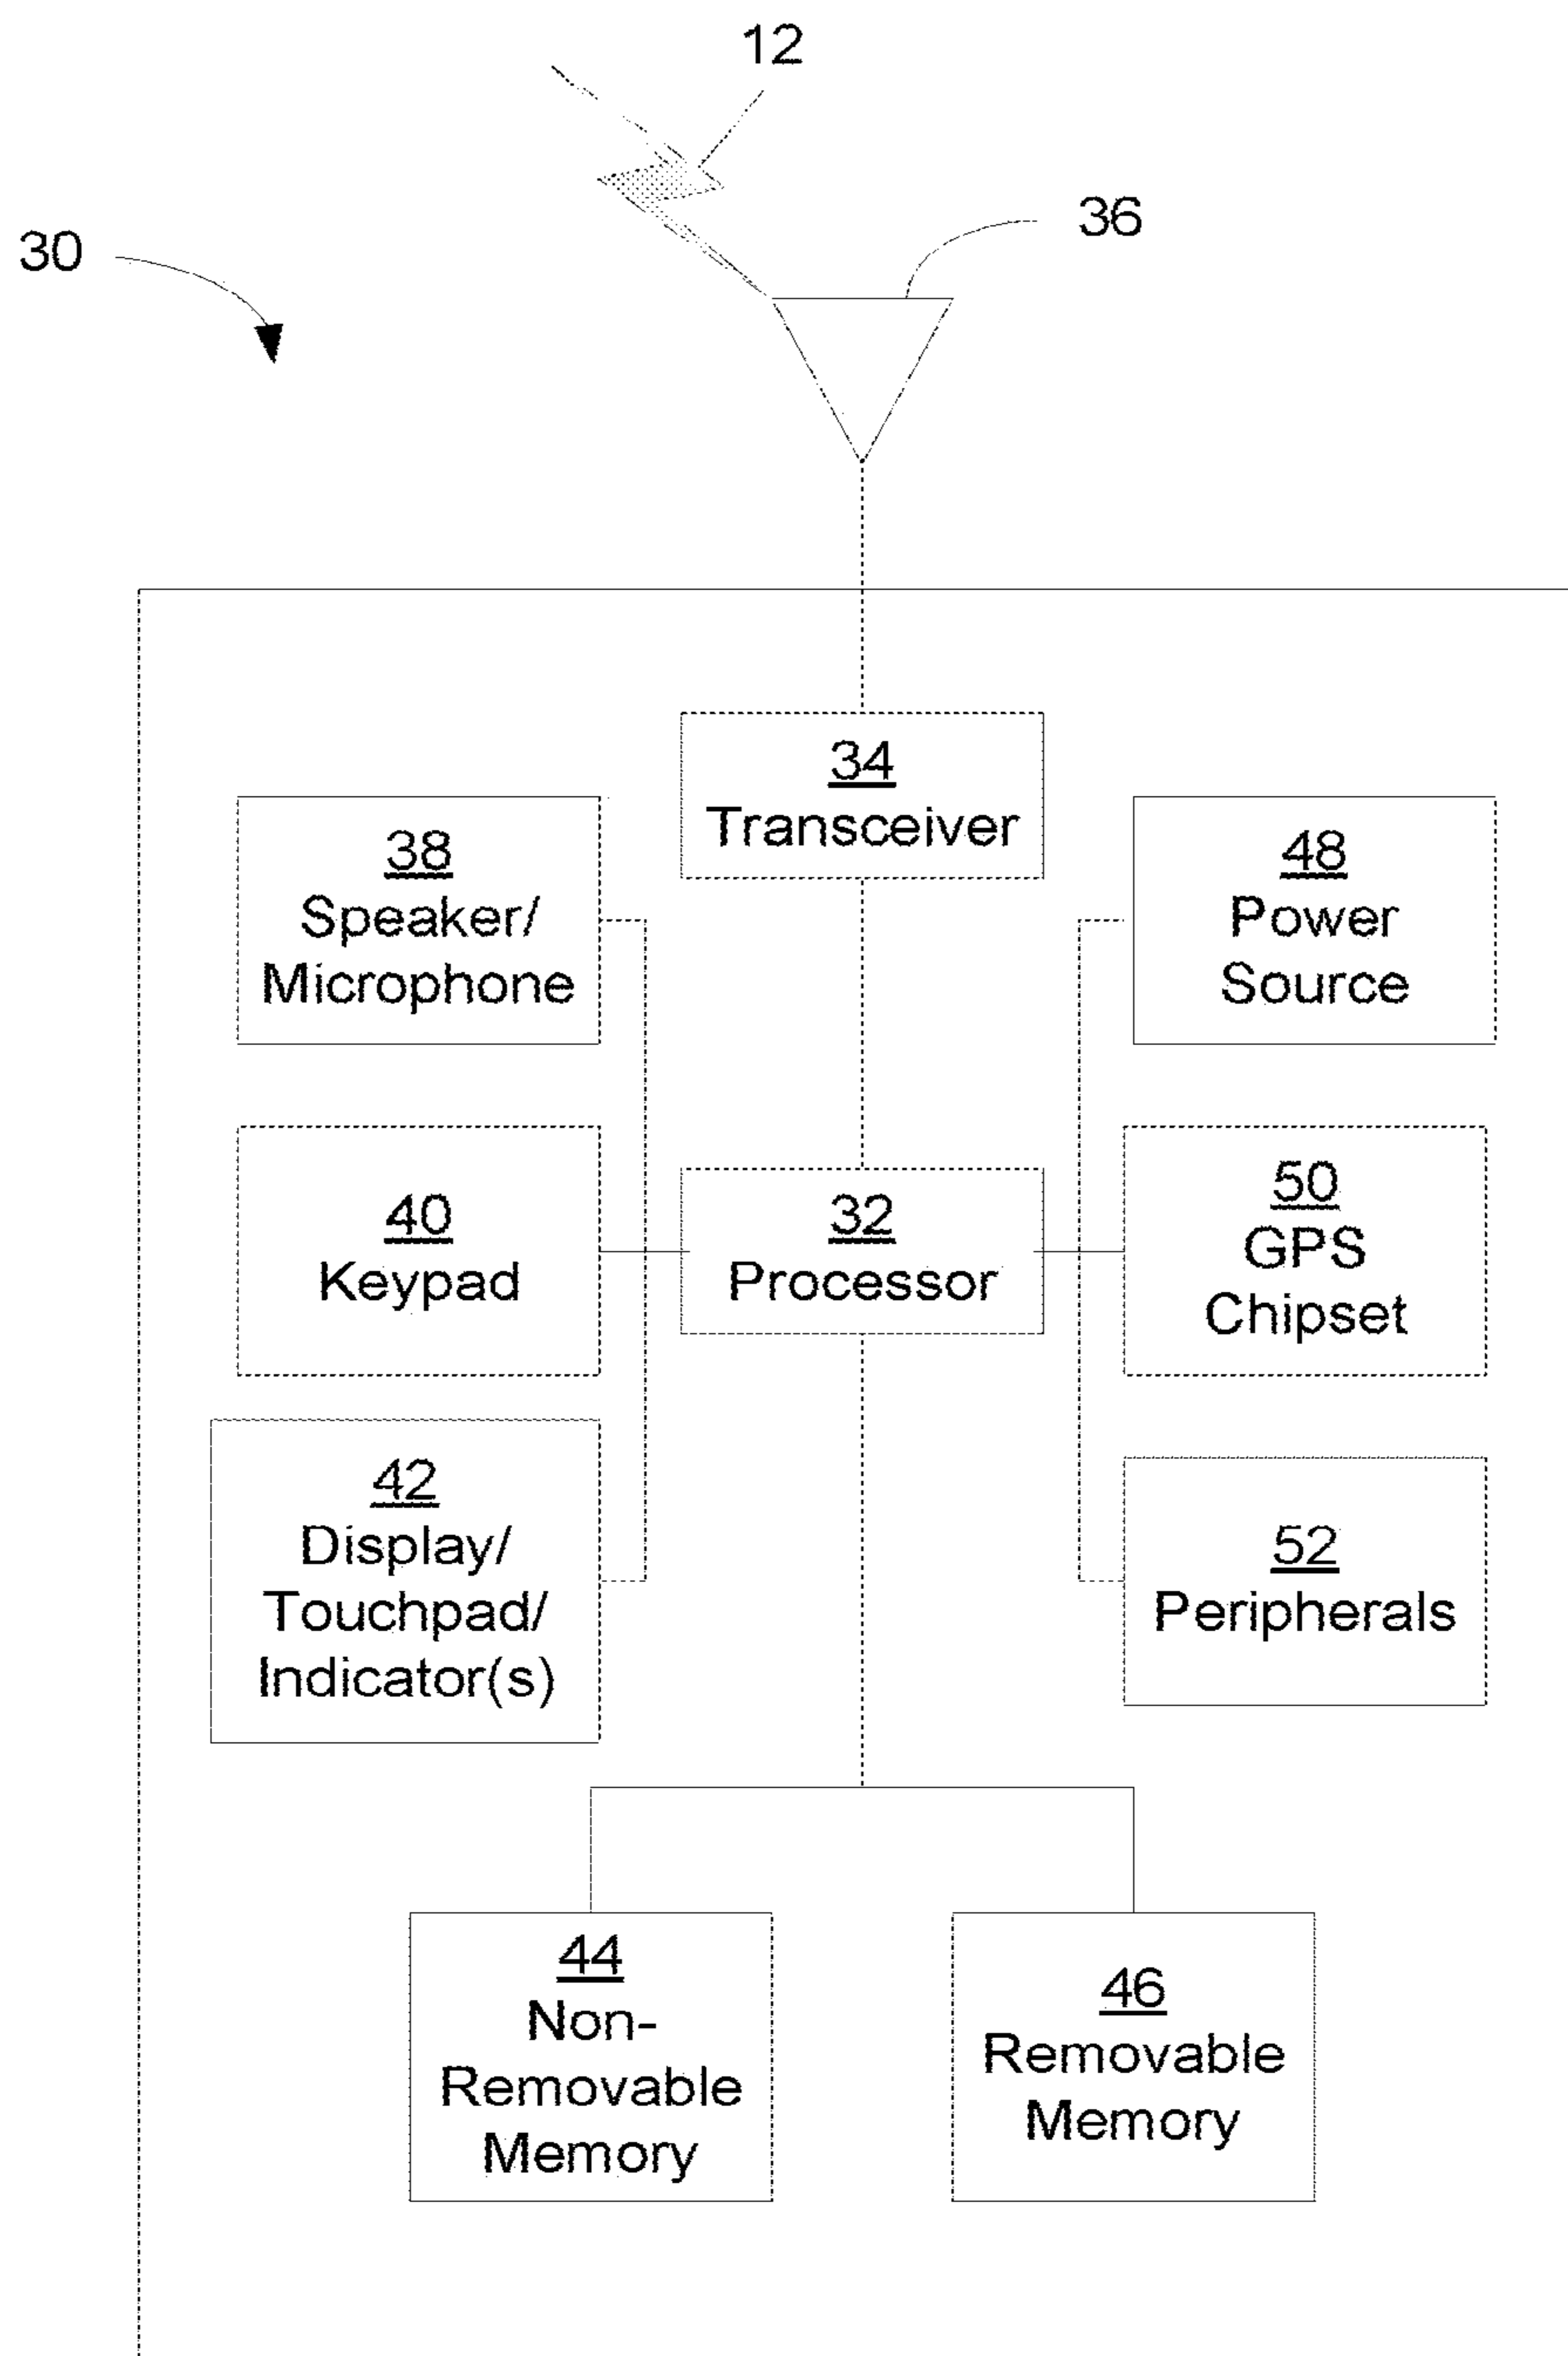 12
36
30
34
Transceiver
38
Speaker/
Microphone
48
Power
Source
40
Keypad
32
Processor
50
GPS
Chipset
42
Display/
Touchpad/
Indicator(s)
52
Peripherals
44
Non-
Removable
Memory
46
Removable
Memory